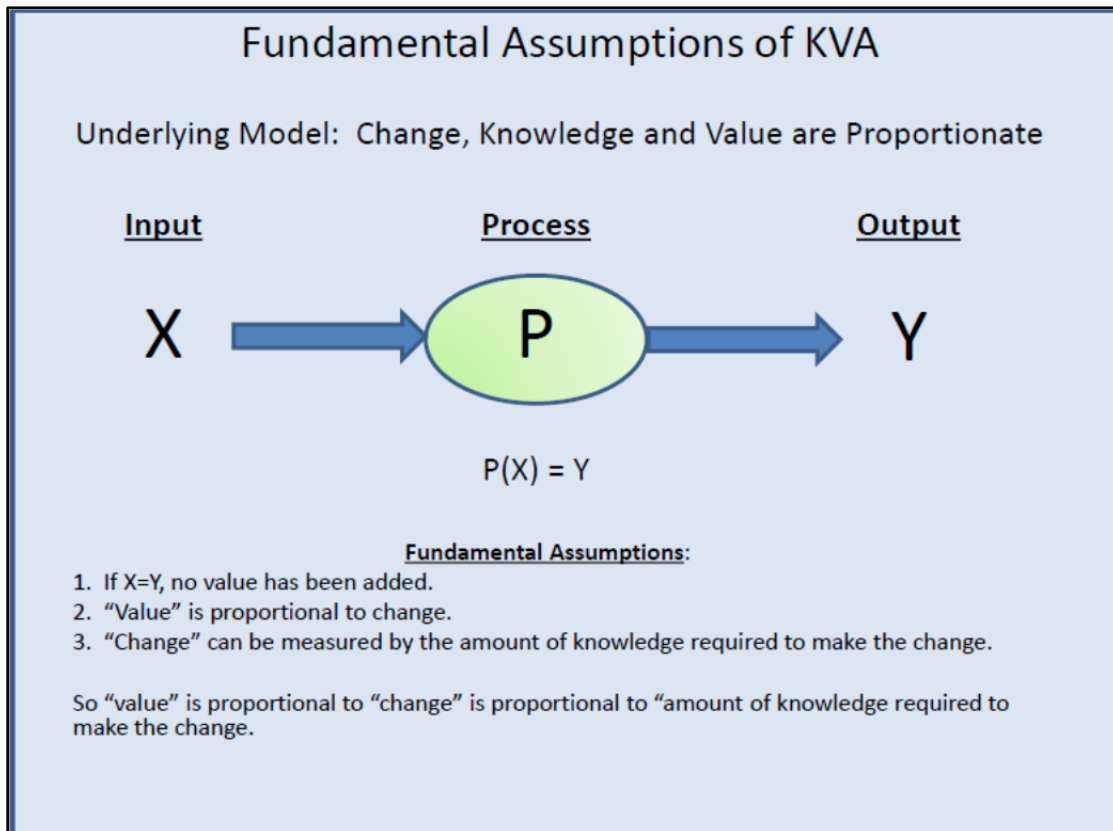 Fundamental Assumptions of KVA
Underlying Model:  Change, Knowledge and Value are Proportionate
Input
Process
Output
X
P
Y
P(X) = Y
Fundamental Assumptions:
1.  If X=Y, no value has been added.
2.  “Value” is proportional to change.
3.  “Change” can be measured by the amount of knowledge required to make the change.
So “value” is proportional to “change” is proportional to “amount of knowledge required to
make the change.